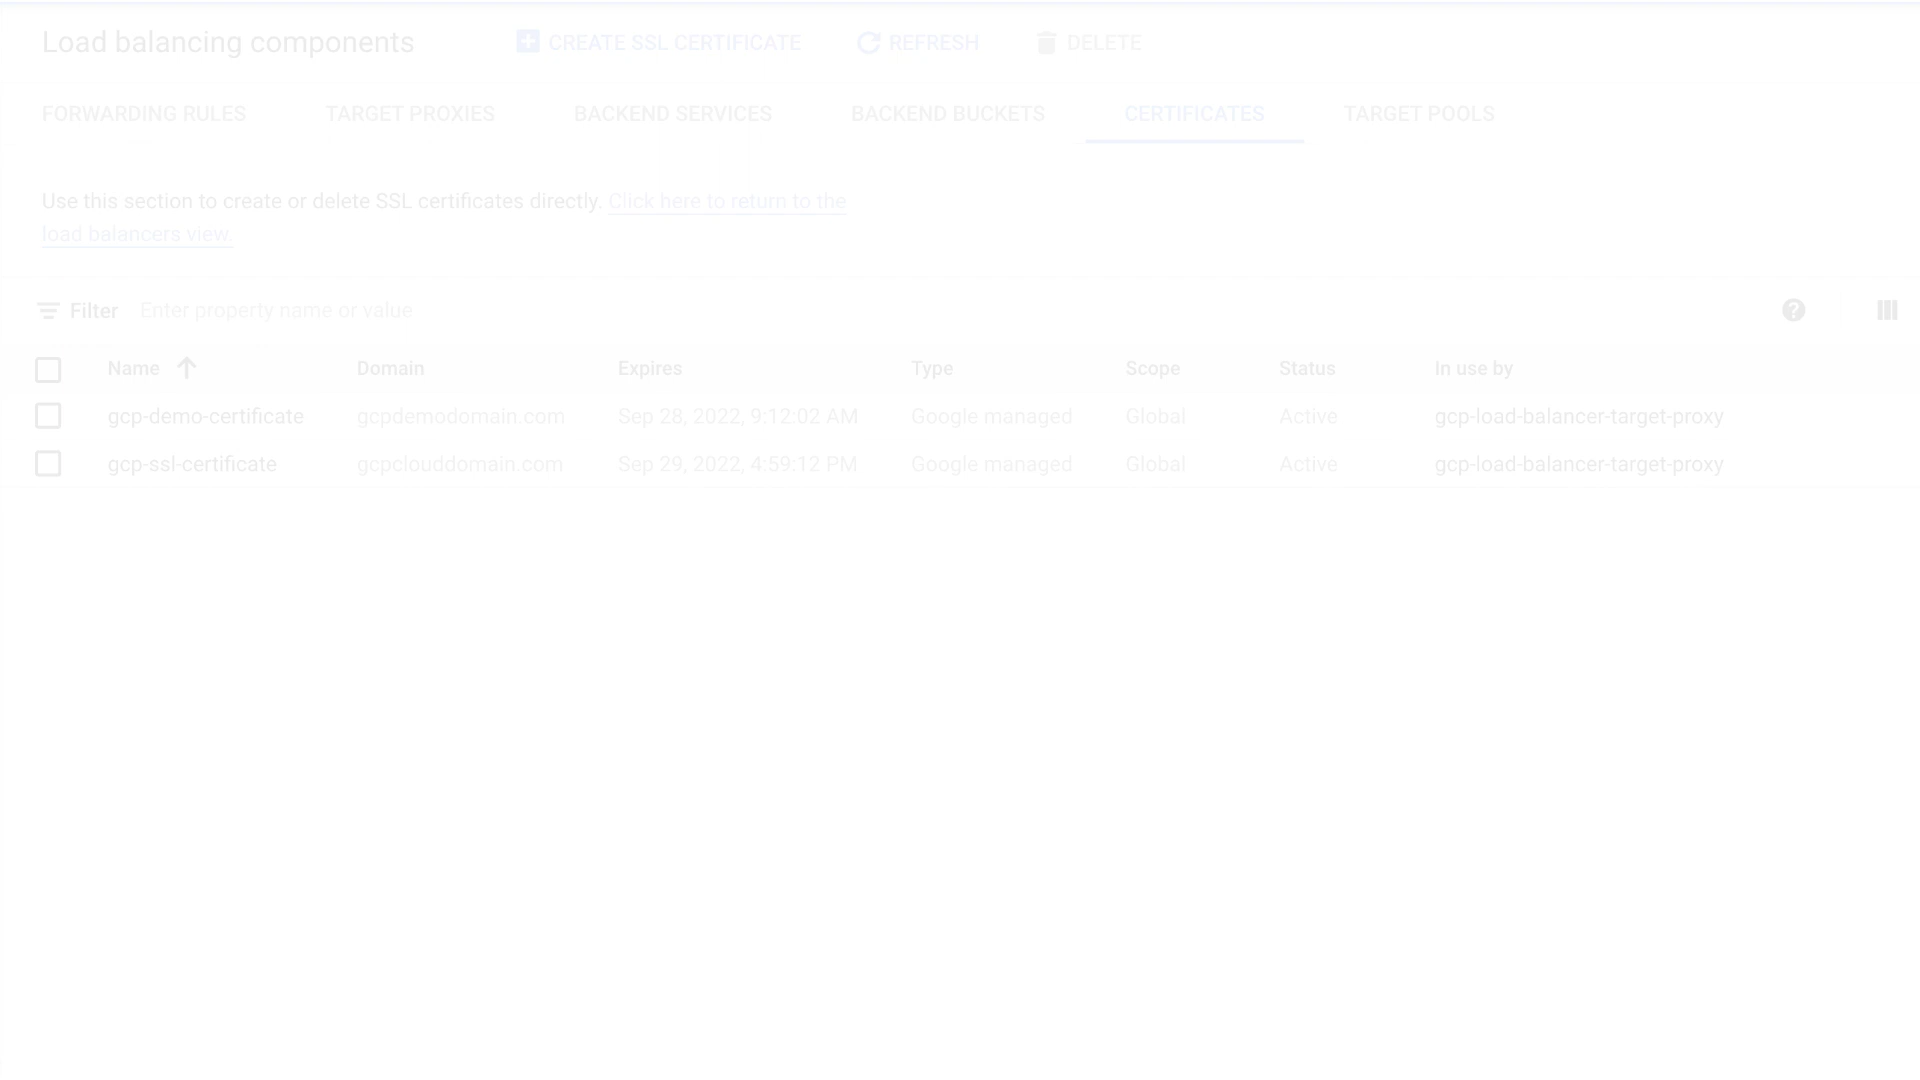 Load balancing components CREATE SSL CERTIFICATE REFRESH DELETE
FORWARDING RULES TARGET PROXIES BACKEND SERVICES BACKEND BUCKETS CERTIFICATES TARGET POOLS
Use this section to create or delete SSL certificates directly. Click here to return to the
load balancers view.
Filter Enter property name or value
Name Domain Expires Type Scope Status In use by
gcp-demo-certificate gcpdemodomain.com Sep 28, 2022, 9:12:02 AM Google managed Global Active gcp-load-balancer-target-proxy
gcp-ssl-certificate gcpclouddomain.com Sep 29, 2022, 4:59:12 PM Google managed Global Active gcp-load-balancer-target-proxy